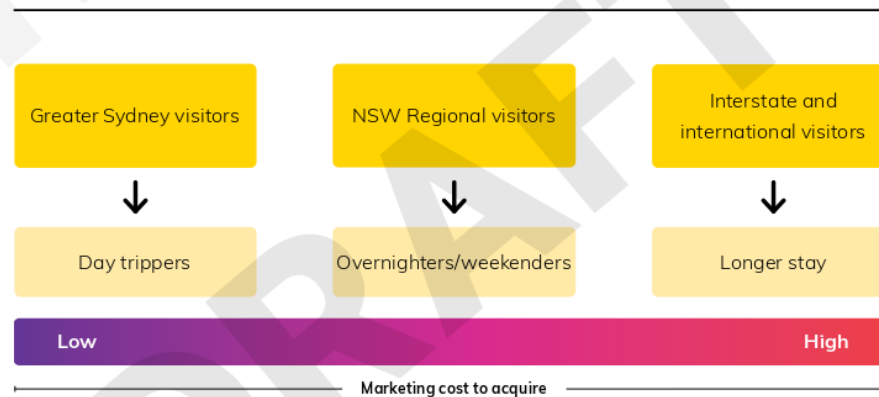 Greater Sydney visitors
NSW Regional visitors
Interstate and
international visitors
Day trippers
Overnighters/weekenders
Longer stay
Low
High
Marketing cost to acquire
DRAFT